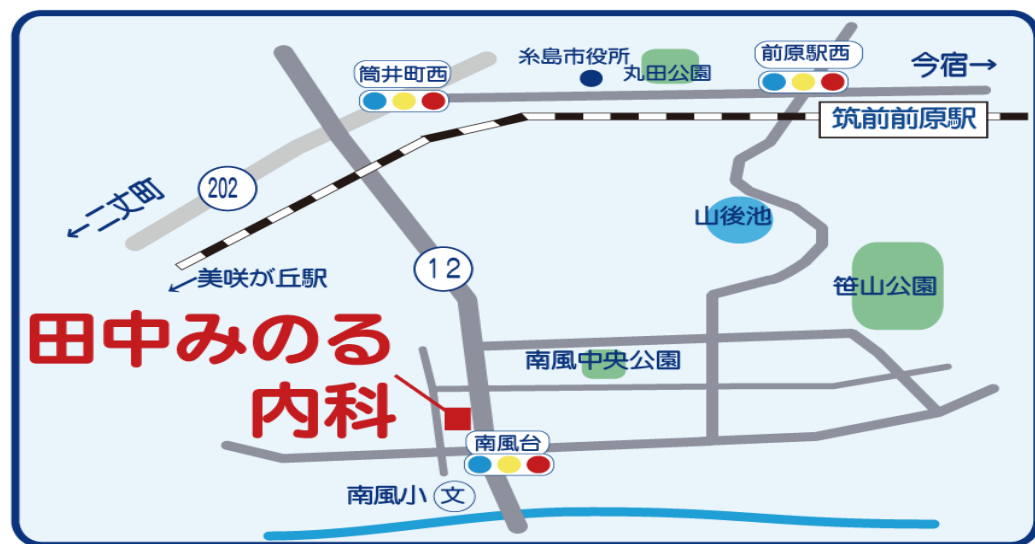 糸島市役所
前原駅西
筒井町西
丸田公園
今宿→
筑前前原駅
202
←二丈町
山後池
12
←美咲が丘駅
笹山公園
田中みのる
内科
南風中央公園
南風台
南風小 文